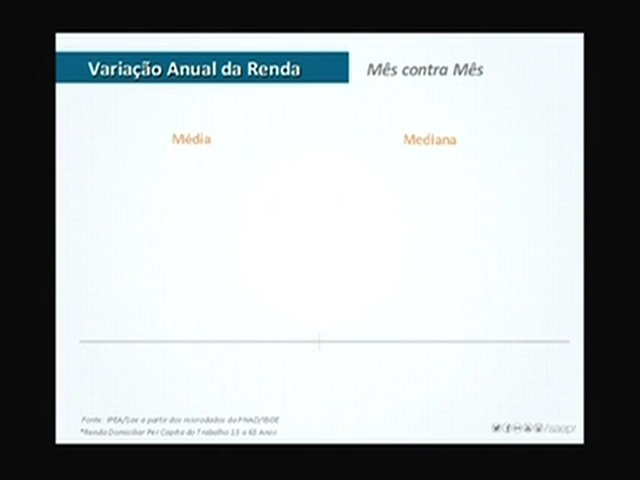 Variação Anual da Renda
Mês contra Mês
Média
Mediana
Fonte: IPEA/Sae a partir dos microdados da PNAD/IBGE
*Renda Domiciliar Per Capita do Trabalho 15 a 65 Anos
/saepr